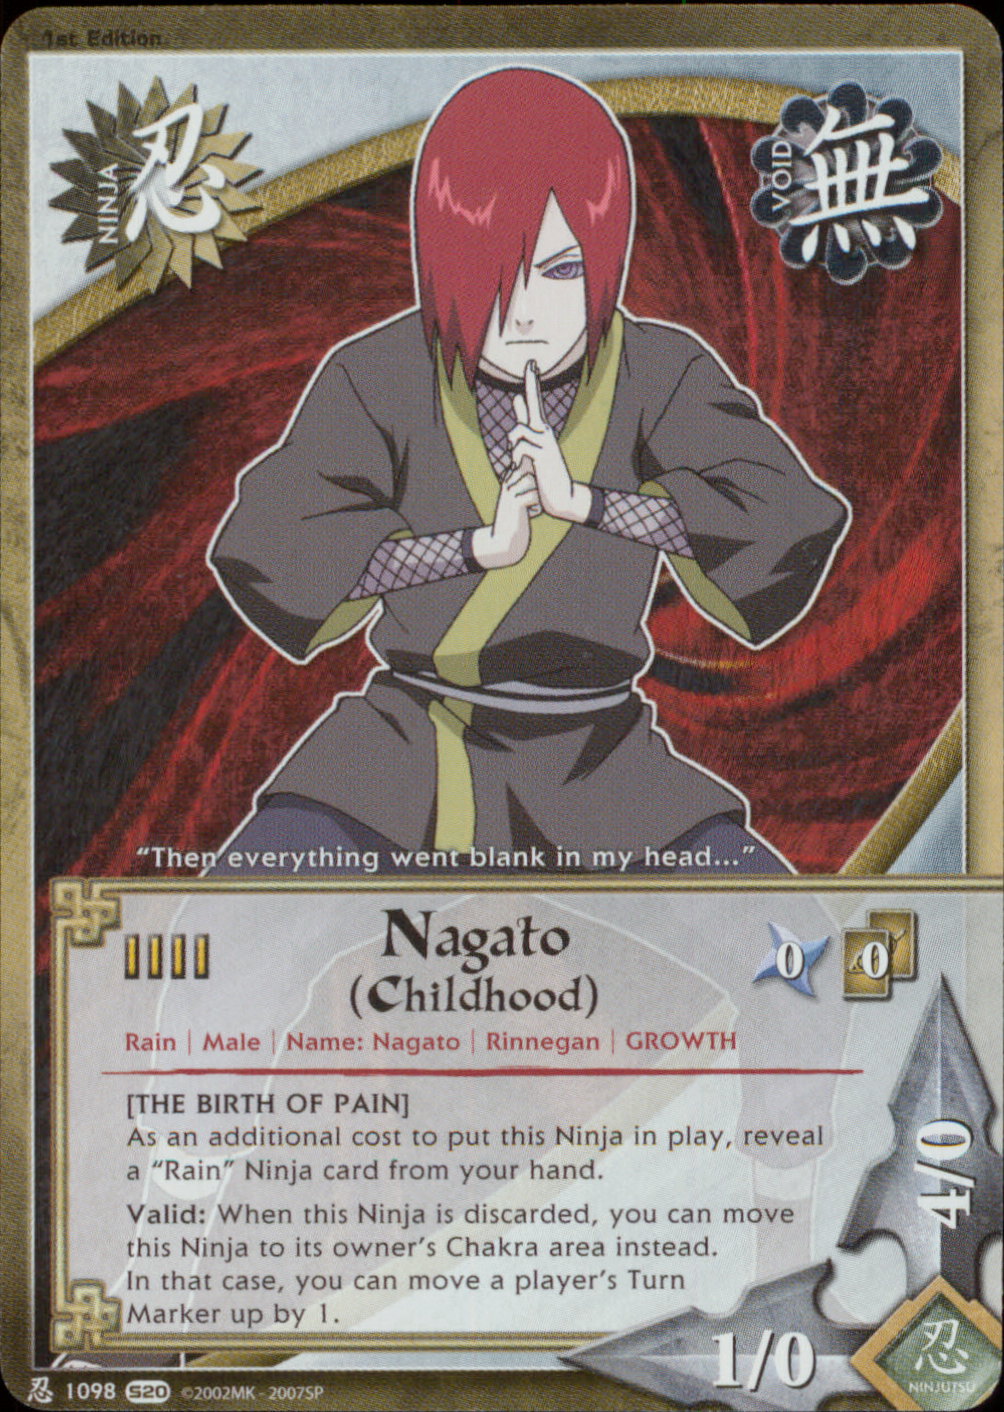 1st Edition
NINJA
忍
VOID
無
"Then everything went blank in my head..."
Nagato
(Childhood)
0
0
Rain | Male | Name: Nagato | Rinnegan | GROWTH
[THE BIRTH OF PAIN]
As an additional cost to put this Ninja in play, reveal
a "Rain" Ninja card from your hand.
Valid: When this Ninja is discarded, you can move
this Ninja to its owner's Chakra area instead.
In that case, you can move a player's Turn
Marker up by 1.
4/0
1/0
忍
NINJUTSU
忍 1098 S20 ©2002MK - 2007SP